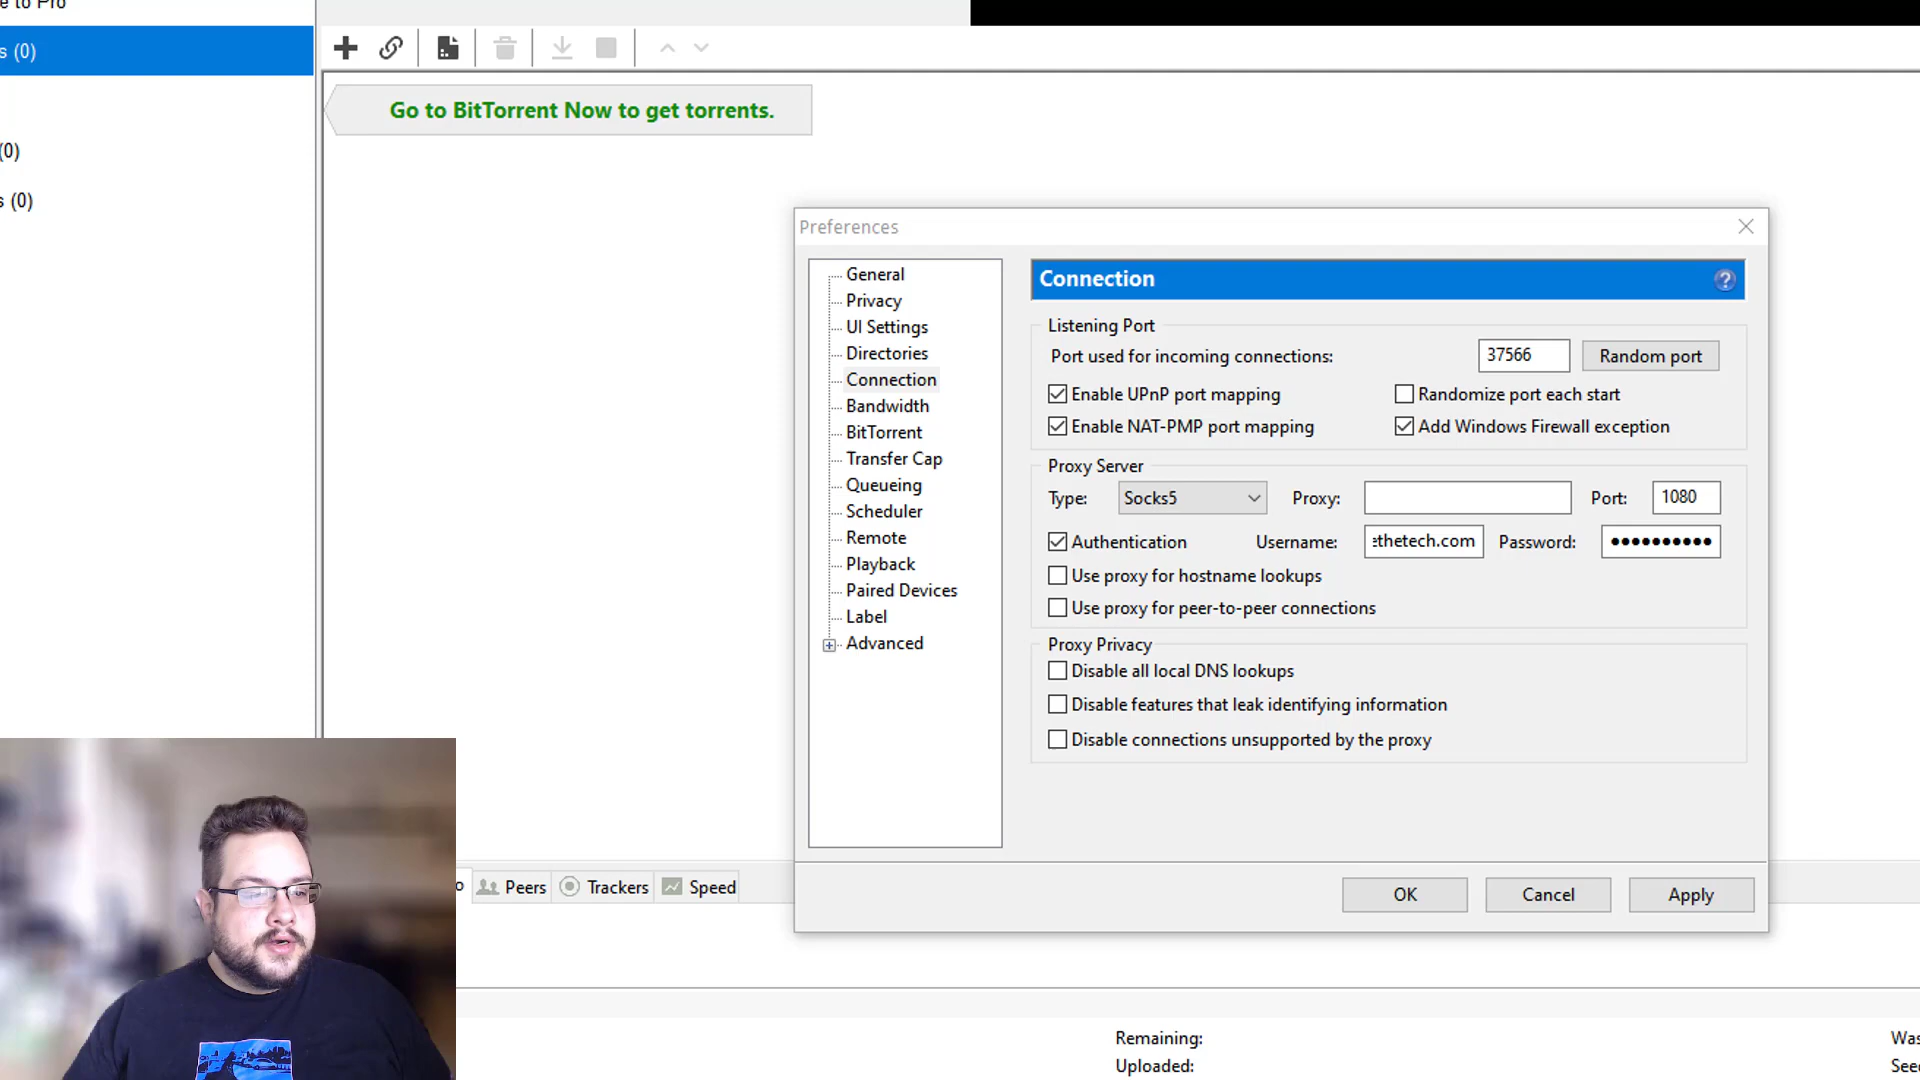 e to Pro
s (0)
(0)
s (0)
Go to BitTorrent Now to get torrents.
Preferences
General
Privacy
UI Settings
Directories
Connection
Bandwidth
BitTorrent
Transfer Cap
Queueing
Scheduler
Remote
Playback
Paired Devices
Label
Advanced
Connection
Listening Port
Port used for incoming connections: 37566 Random port
Enable UPnP port mapping Randomize port each start
Enable NAT-PMP port mapping Add Windows Firewall exception
Proxy Server
Type: Socks5 Proxy: Port: 1080
Authentication Username: ethetech.com Password: ●●●●●●●●●●
Use proxy for hostname lookups
Use proxy for peer-to-peer connections
Proxy Privacy
Disable all local DNS lookups
Disable features that leak identifying information
Disable connections unsupported by the proxy
OK Cancel Apply
o Peers Trackers Speed
Remaining: Was
Uploaded: See